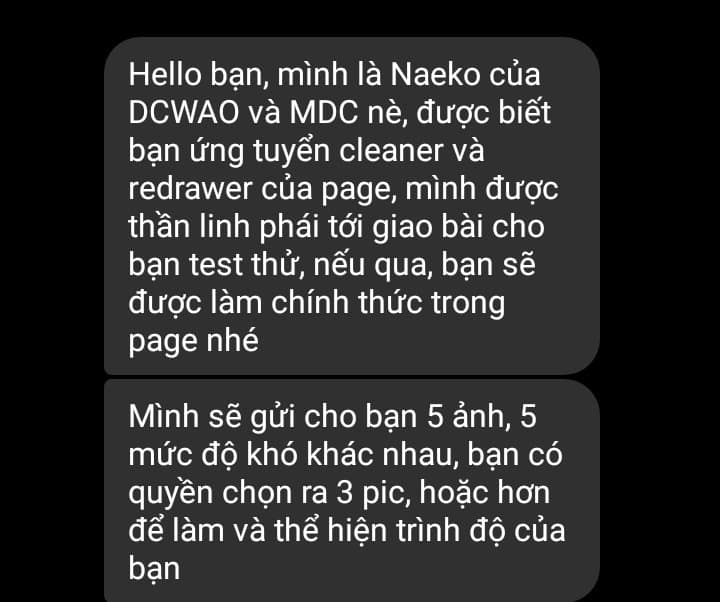 Hello bạn, mình là Naeko của
DCWAO và MDC nè, được biết
bạn ứng tuyển cleaner và
redrawer của page, mình được
thần linh phái tới giao bài cho
bạn test thử, nếu qua, bạn sẽ
được làm chính thức trong
page nhé
Mình sẽ gửi cho bạn 5 ảnh, 5
mức độ khó khác nhau, bạn có
quyền chọn ra 3 pic, hoặc hơn
để làm và thể hiện trình độ của
bạn